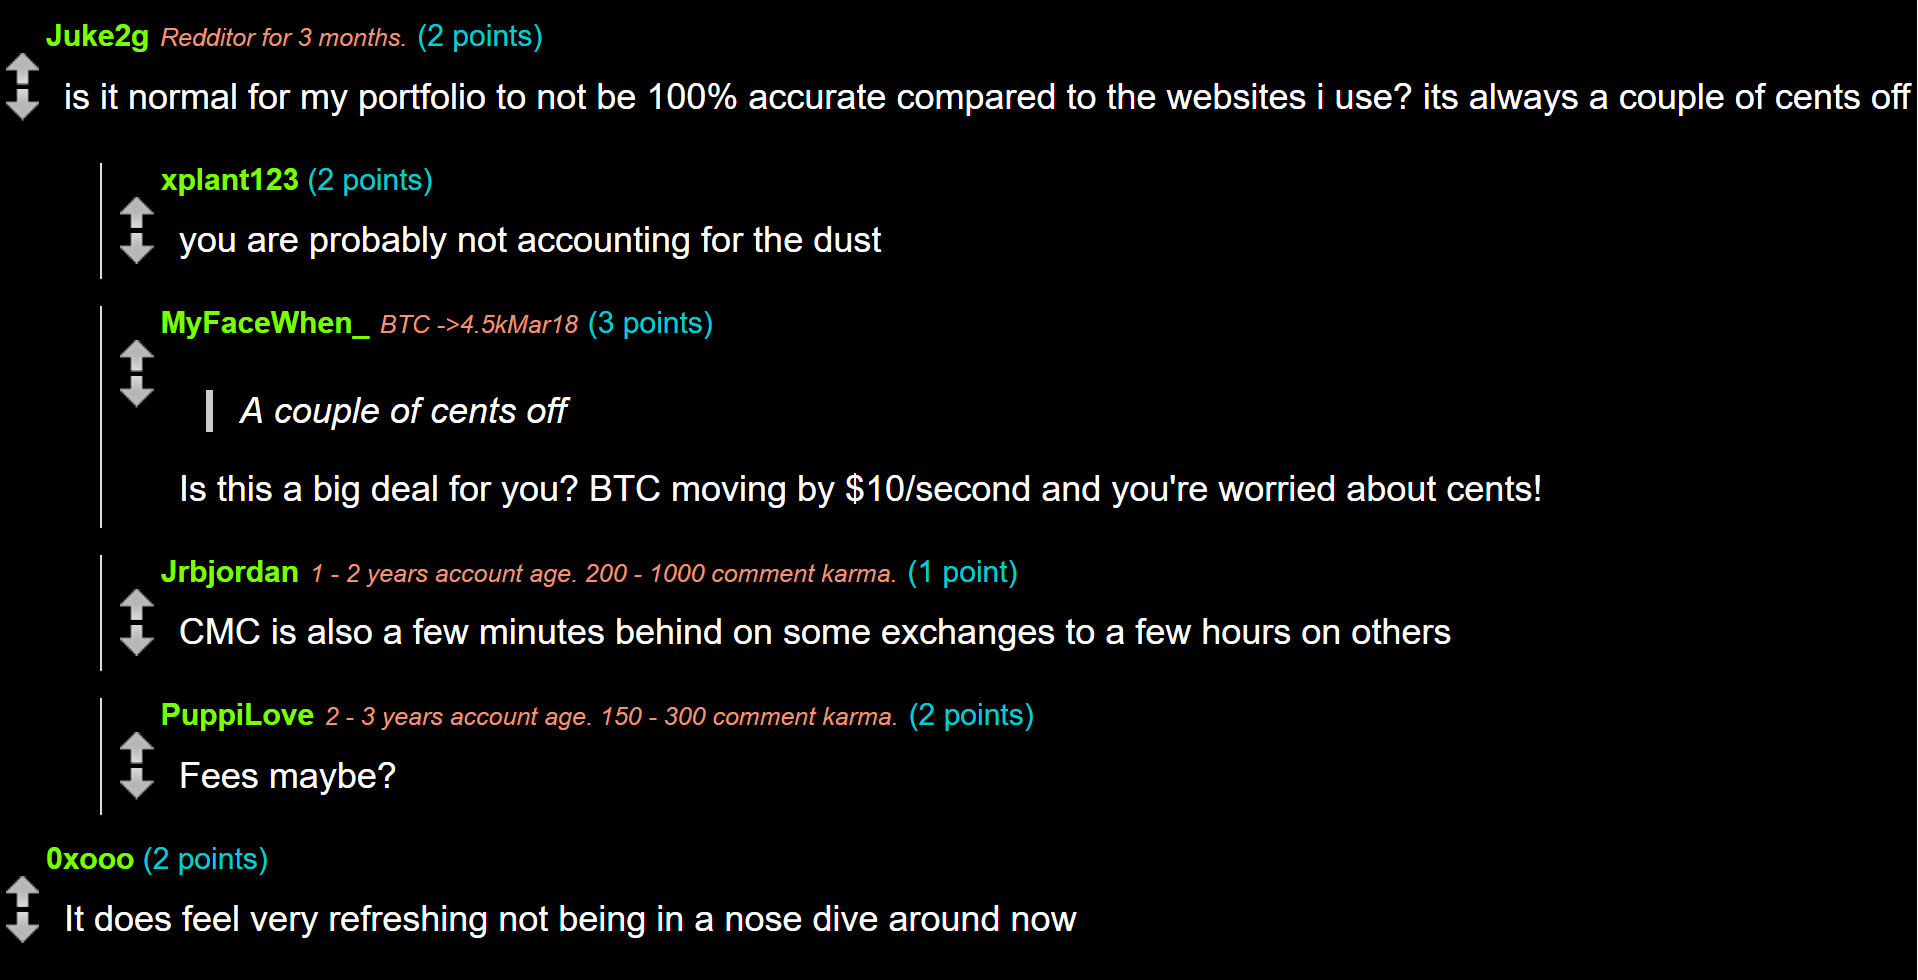 Juke2g Redditor for 3 months. (2 points)
is it normal for my portfolio to not be 100% accurate compared to the websites i use? its always a couple of cents off
xplant123 (2 points)
you are probably not accounting for the dust
MyFaceWhen_ BTC ->4.5kMar18 (3 points)
A couple of cents off
Is this a big deal for you? BTC moving by $10/second and you're worried about cents!
Jrbjordan 1 - 2 years account age. 200 - 1000 comment karma. (1 point)
CMC is also a few minutes behind on some exchanges to a few hours on others
PuppiLove 2 - 3 years account age. 150 - 300 comment karma. (2 points)
Fees maybe?
0xooo (2 points)
It does feel very refreshing not being in a nose dive around now